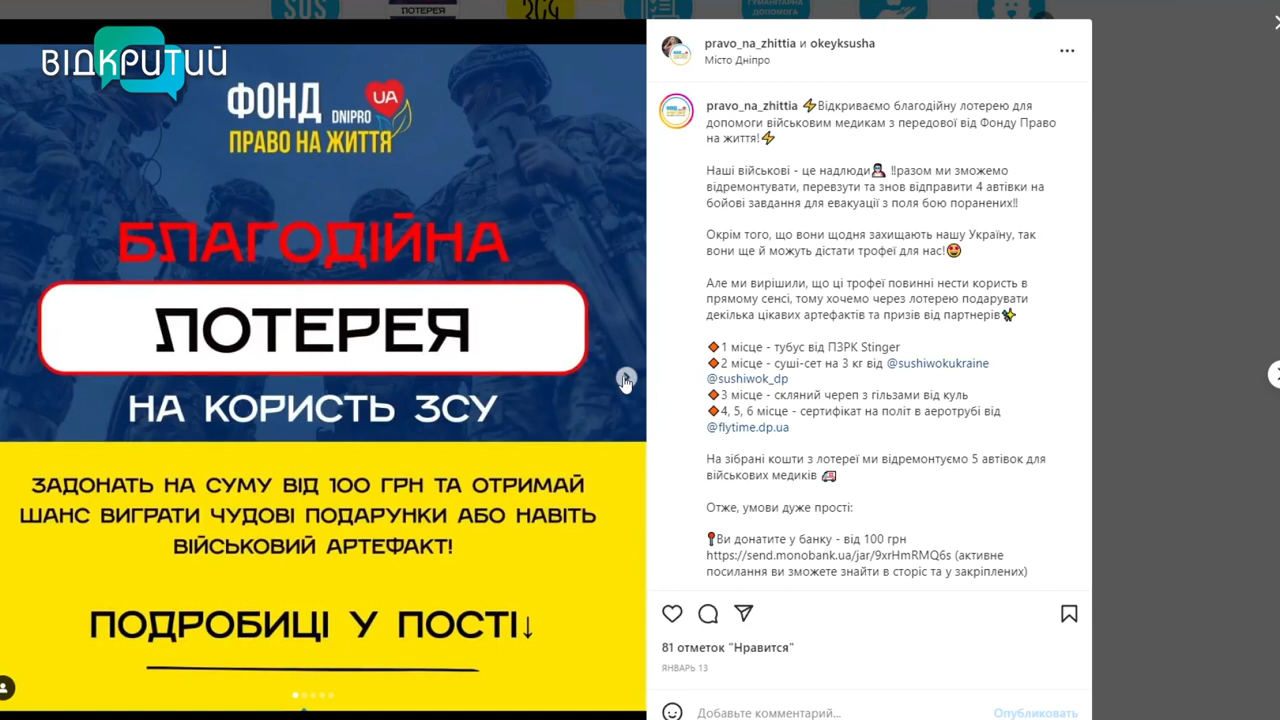 SOS
ЛОТЕРЕЯ
ЗСУ
ГУМАНІТАРНА
ДОПОМОГА
ВІДКРИТИЙ
ФОНД
DNIPRO
UA
ПРАВО НА ЖИТТЯ
БЛАГОДІЙНА
ЛОТЕРЕЯ
НА КОРИСТЬ ЗСУ
ЗАДОНАТЬ НА СУМУ ВІД 100 ГРН ТА ОТРИМАЙ
ШАНС ВИГРАТИ ЧУДОВІ ПОДАРУНКИ АБО НАВІТЬ
ВІЙСЬКОВИЙ АРТЕФАКТ!
ПОДРОБИЦІ У ПОСТІ↓
pravo_na_zhittia и okeyksusha
Місто Дніпро
pravo_na_zhittia ⚡Відкриваємо благодійну лотерею для
допомоги військовим медикам з передової від Фонду Право
на життя!⚡
Наші військові - це надлюди🦸 ‼разом ми зможемо
відремонтувати, перевзути та знов відправити 4 автівки на
бойові завдання для евакуації з поля бою поранених‼
Окрім того, що вони щодня захищають нашу Україну, так
вони ще й можуть дістати трофеї для нас!🤩
Але ми вирішили, що ці трофеї повинні нести користь в
прямому сенсі, тому хочемо через лотерею подарувати
декілька цікавих артефактів та призів від партнерів✨
🔸1 місце - тубус від ПЗРК Stinger
🔸2 місце - суші-сет на 3 кг від @sushiwokukraine
@sushiwok_dp
🔸3 місце - скляний череп з гільзами від куль
🔸4, 5, 6 місце - сертифікат на політ в аеротрубі від
@flytime.dp.ua
На зібрані кошти з лотереї ми відремонтуємо 5 автівок для
військових медиків 🚑
Отже, умови дуже прості:
📍Ви донатите у банку - від 100 грн
https://send.monobank.ua/jar/9xrHmRMQ6s (активне
посилання ви зможете знайти в сторіс та у закріплених)
81 отметок "Нравится"
ЯНВАРЬ 13
Добавьте комментарий...
Опубликовать